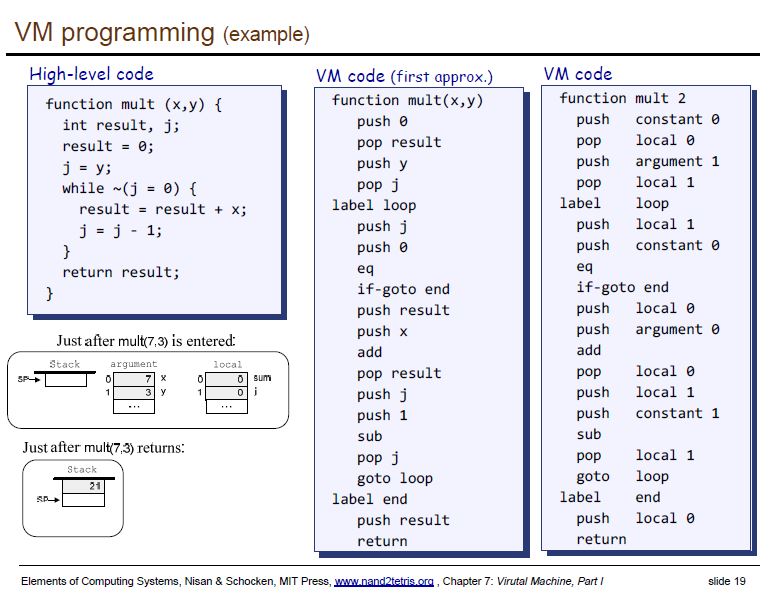 VM programming (example)
High-level code
function mult (x,y) {
int result, j;
result = 0;
j = y;
while ~(j = 0) {
result = result + x;
j = j - 1;
}
return result;
}
Just after mult(7,3) is entered:
Stack argument local
SP 0 7 x 0 0 sum
1 3 y 1 0 j
... ...
Just after mult(7,3) returns:
Stack
21
SP
VM code (first approx.)
function mult(x,y)
push 0
pop result
push y
pop j
label loop
push j
push 0
eq
if-goto end
push result
push x
add
pop result
push j
push 1
sub
pop j
goto loop
label end
push result
return
VM code
function mult 2
push constant 0
pop local 0
push argument 1
pop local 1
label loop
push local 1
push constant 0
eq
if-goto end
push local 0
push argument 0
add
pop local 0
push local 1
push constant 1
sub
pop local 1
goto loop
label end
push local 0
return
Elements of Computing Systems, Nisan & Schocken, MIT Press, www.nand2tetris.org , Chapter 7: Virutal Machine, Part I slide 19